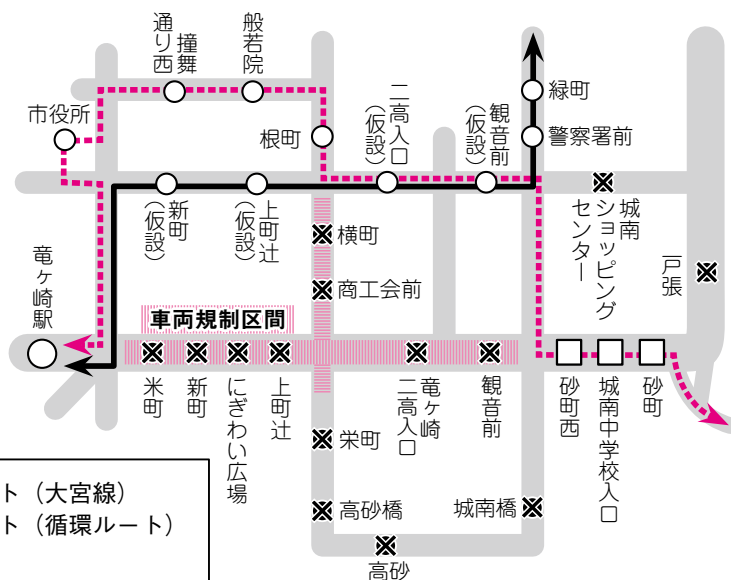 撞舞
通り西
般若院
市役所
根町
二高入口
(仮設)
観音前
(仮設)
緑町
警察署前
新町
(仮設)
上町辻
(仮設)
横町
商工会前
城南
ショッピング
センター
戸張
竜ヶ崎駅
車両規制区間
米町
新町
にぎわい広場
上町辻
竜ヶ崎
二高入口
観音前
砂町西
城南中学校入口
砂町
栄町
高砂橋
城南橋
高砂
ト（大宮線）
ト（循環ルート）